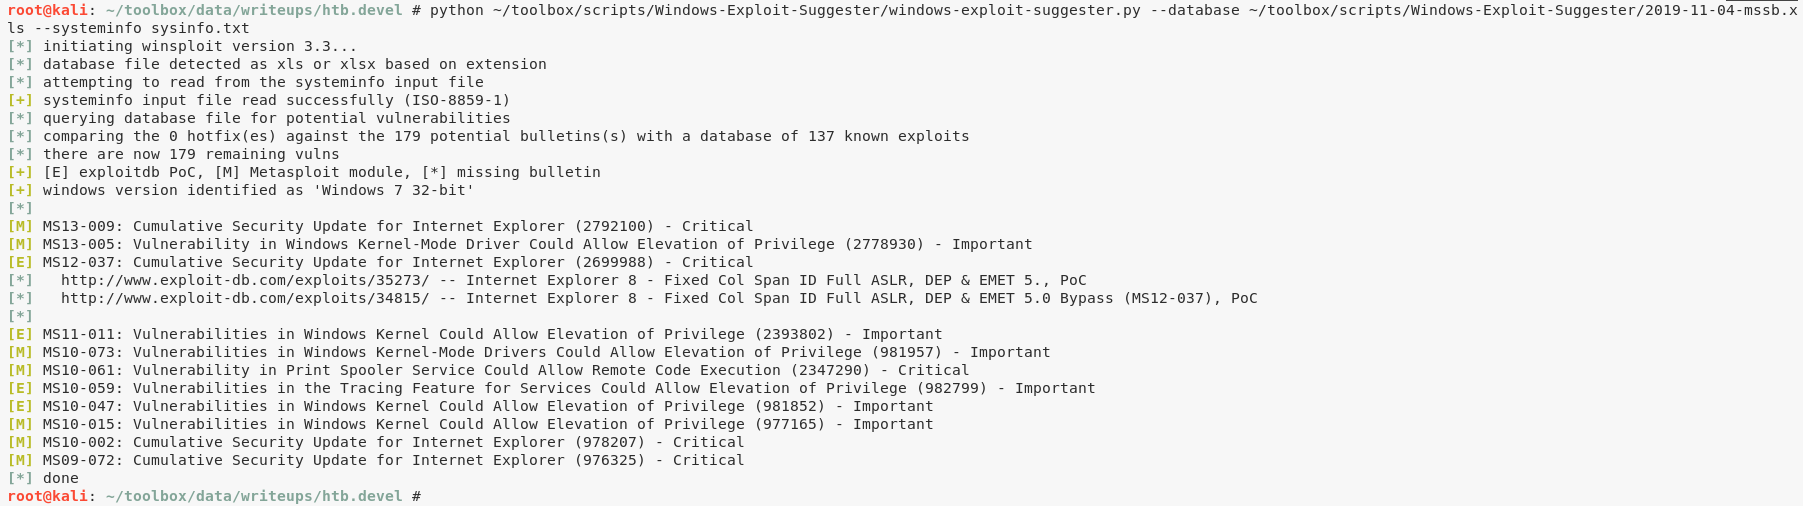 root@kali: ~/toolbox/data/writeups/htb.devel # python ~/toolbox/scripts/Windows-Exploit-Suggester/windows-exploit-suggester.py --database ~/toolbox/scripts/Windows-Exploit-Suggester/2019-11-04-mssb.x
ls --systeminfo sysinfo.txt
[*] initiating winsploit version 3.3...
[*] database file detected as xls or xlsx based on extension
[*] attempting to read from the systeminfo input file
[+] systeminfo input file read successfully (ISO-8859-1)
[*] querying database file for potential vulnerabilities
[*] comparing the 0 hotfix(es) against the 179 potential bulletins(s) with a database of 137 known exploits
[*] there are now 179 remaining vulns
[+] [E] exploitdb PoC, [M] Metasploit module, [*] missing bulletin
[+] windows version identified as 'Windows 7 32-bit'
[*]
[M] MS13-009: Cumulative Security Update for Internet Explorer (2792100) - Critical
[M] MS13-005: Vulnerability in Windows Kernel-Mode Driver Could Allow Elevation of Privilege (2778930) - Important
[E] MS12-037: Cumulative Security Update for Internet Explorer (2699988) - Critical
[*]   http://www.exploit-db.com/exploits/35273/ -- Internet Explorer 8 - Fixed Col Span ID Full ASLR, DEP & EMET 5., PoC
[*]   http://www.exploit-db.com/exploits/34815/ -- Internet Explorer 8 - Fixed Col Span ID Full ASLR, DEP & EMET 5.0 Bypass (MS12-037), PoC
[*]
[E] MS11-011: Vulnerabilities in Windows Kernel Could Allow Elevation of Privilege (2393802) - Important
[M] MS10-073: Vulnerabilities in Windows Kernel-Mode Drivers Could Allow Elevation of Privilege (981957) - Important
[M] MS10-061: Vulnerability in Print Spooler Service Could Allow Remote Code Execution (2347290) - Critical
[E] MS10-059: Vulnerabilities in the Tracing Feature for Services Could Allow Elevation of Privilege (982799) - Important
[E] MS10-047: Vulnerabilities in Windows Kernel Could Allow Elevation of Privilege (981852) - Important
[M] MS10-015: Vulnerabilities in Windows Kernel Could Allow Elevation of Privilege (977165) - Important
[M] MS10-002: Cumulative Security Update for Internet Explorer (978207) - Critical
[M] MS09-072: Cumulative Security Update for Internet Explorer (976325) - Critical
[*] done
root@kali: ~/toolbox/data/writeups/htb.devel #